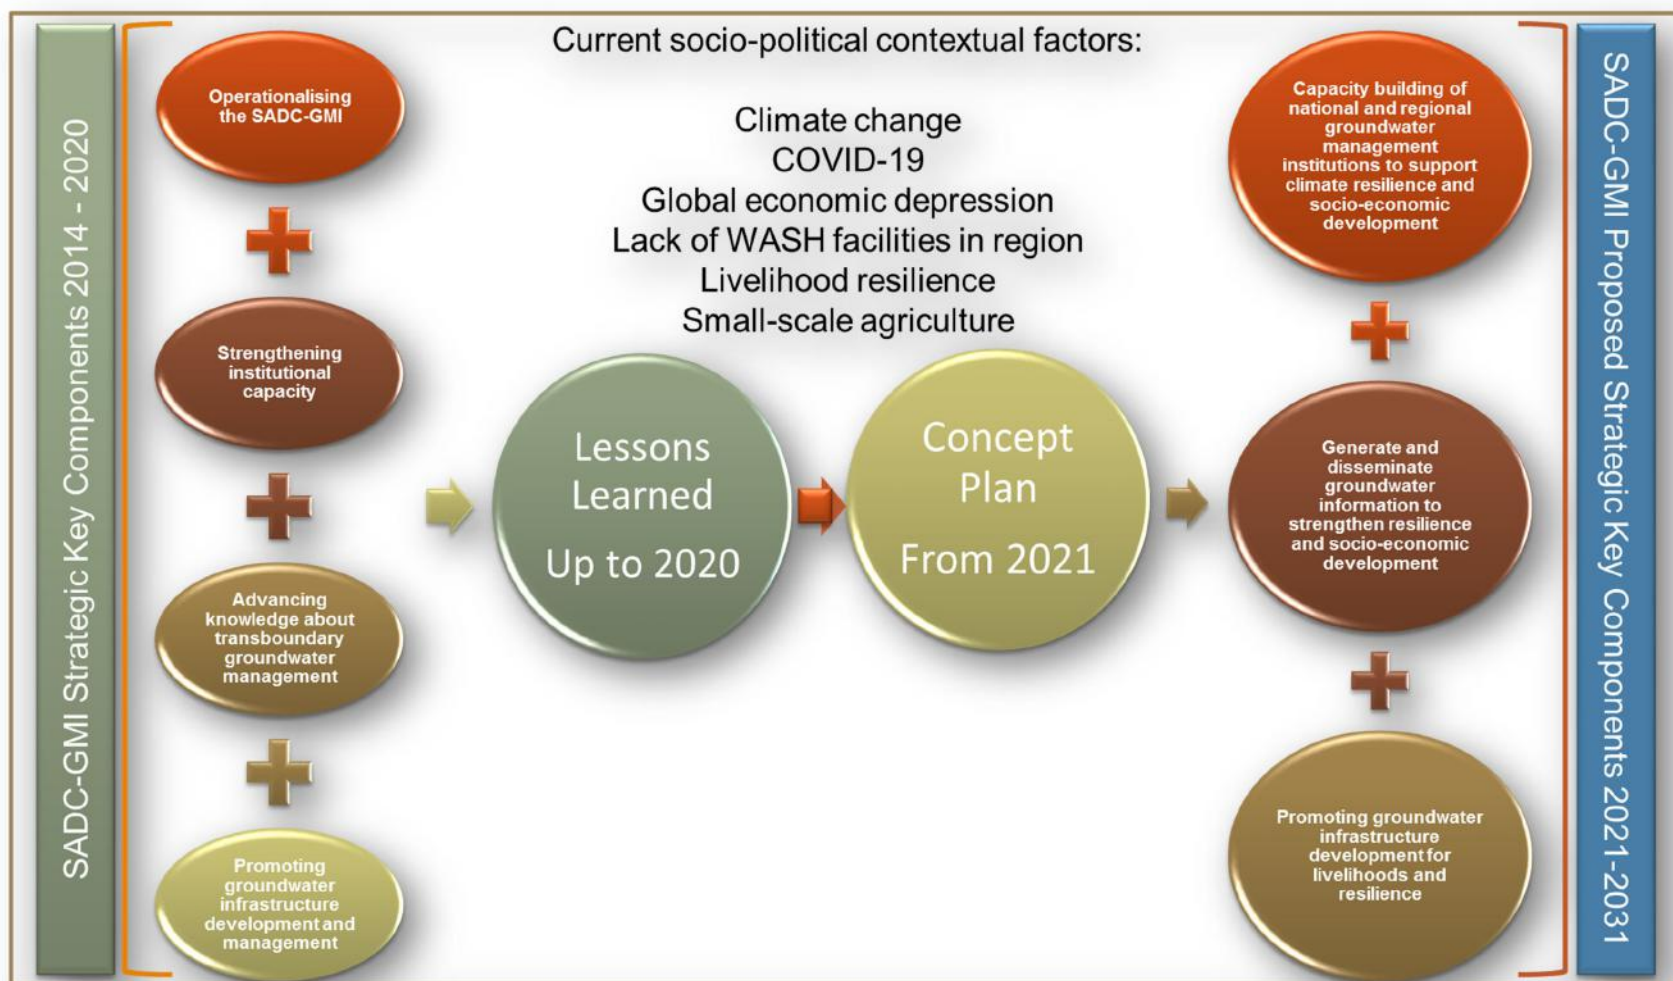 SADC-GMI Strategic Key Components 2014 - 2020
Operationalising
the SADC-GMI
Strengthening
institutional
capacity
Advancing
knowledge about
transboundary
groundwater
management
Promoting
groundwater
infrastructure
development and
management
Current socio-political contextual factors:
Climate change
COVID-19
Global economic depression
Lack of WASH facilities in region
Livelihood resilience
Small-scale agriculture
Lessons
Learned
Up to 2020
Concept
Plan
From 2021
Capacity building of
national and regional
groundwater
management
institutions to support
climate resilience and
socio-economic
development
Generate and
disseminate
groundwater
information to
strengthen resilience
and socio-economic
development
Promoting groundwater
infrastructure
development for
livelihoods and
resilience
SADC-GMI Proposed Strategic Key Components 2021-2031